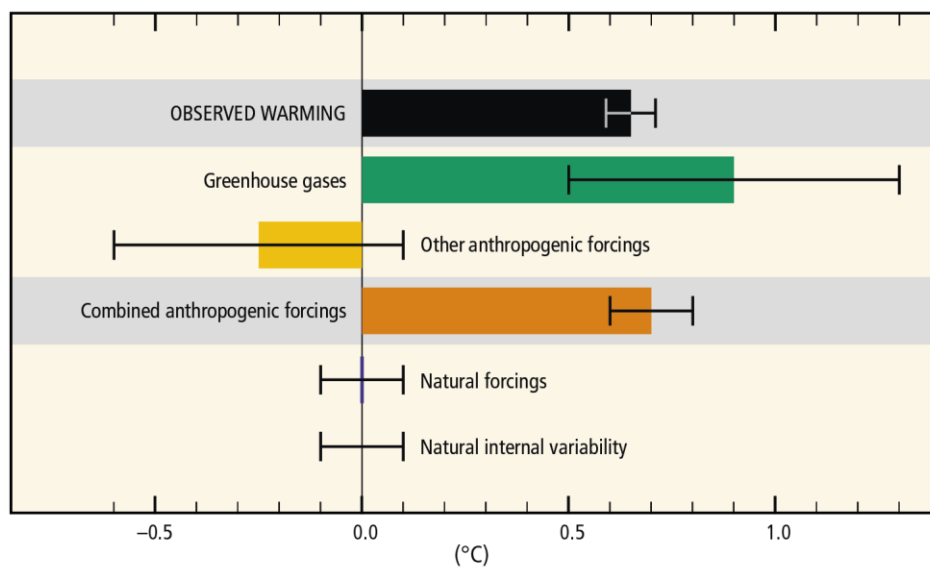 OBSERVED WARMING
Greenhouse gases
Other anthropogenic forcings
Combined anthropogenic forcings
Natural forcings
Natural internal variability
–0.5 0.0 0.5 1.0
(°C)